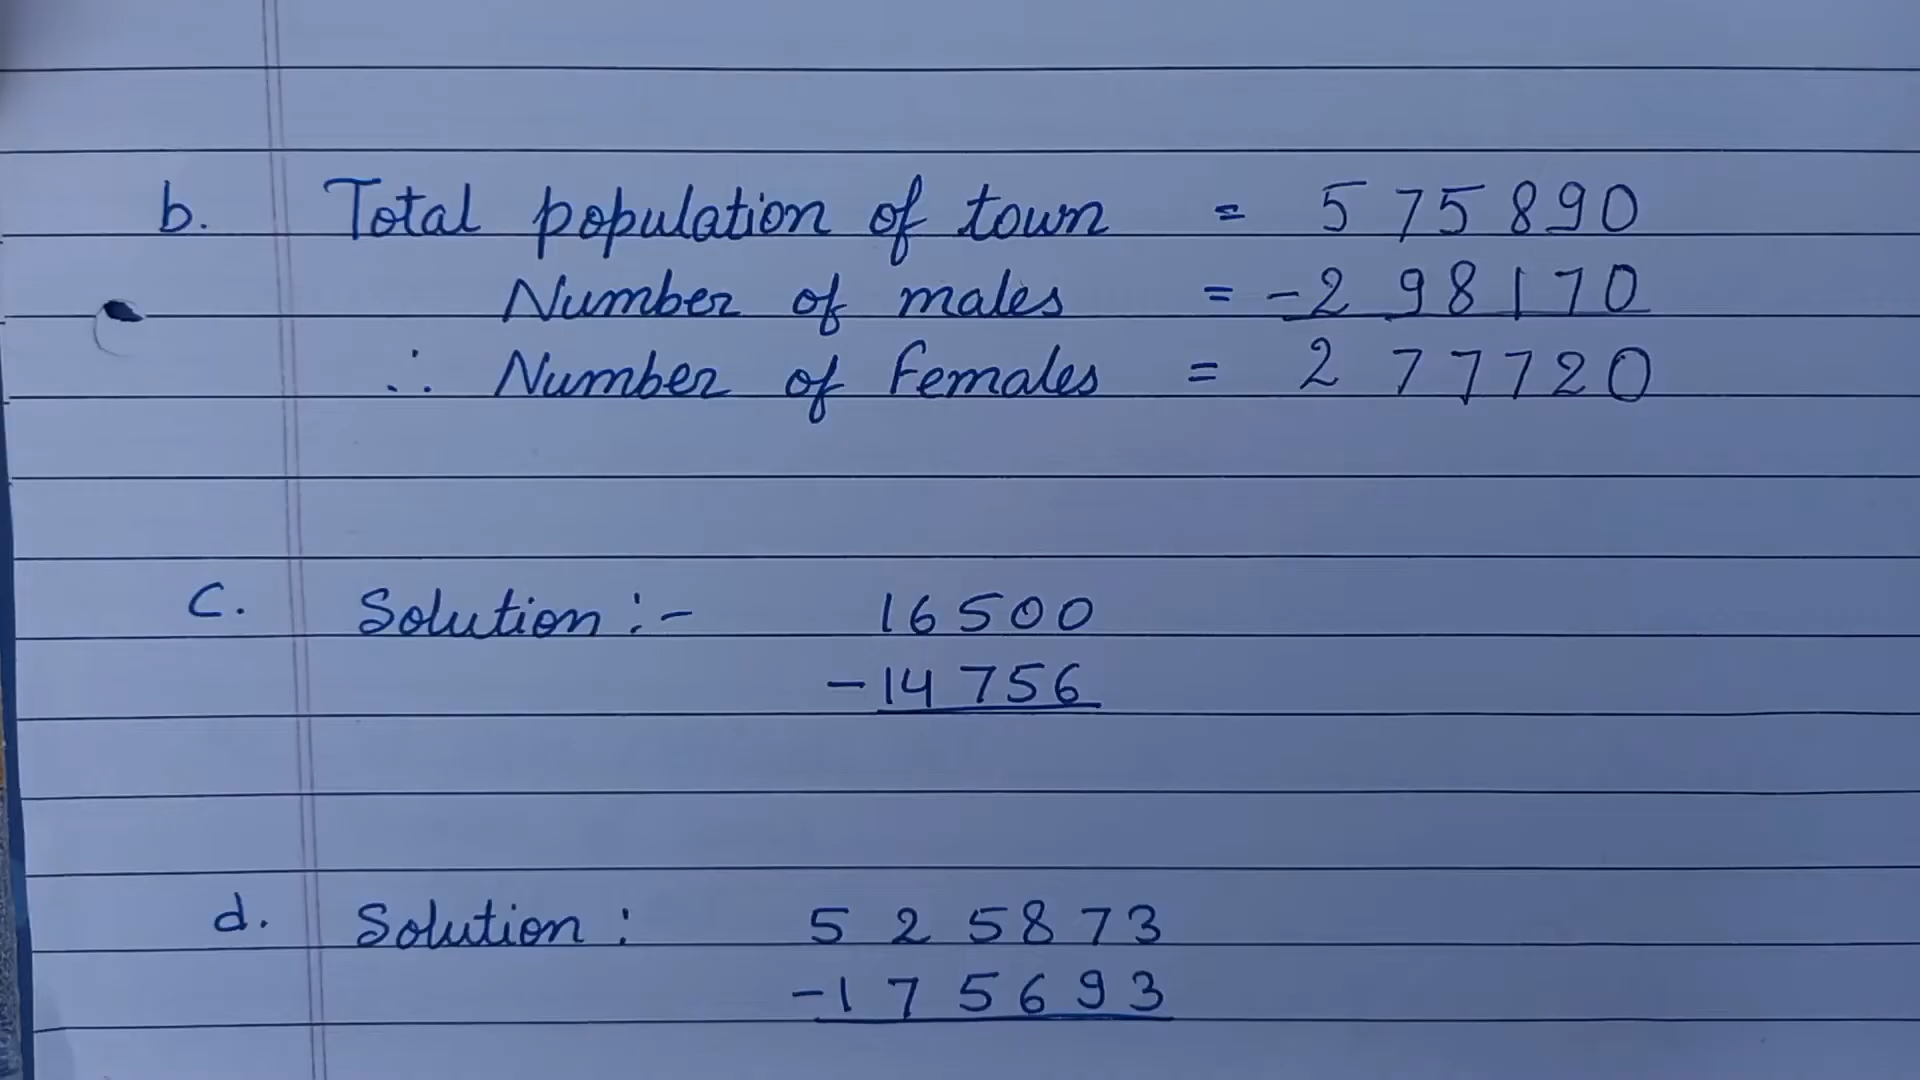 b. Total population of town = 575890
Number of males = -298170
∴ Number of Females = 277720
c. Solution :- 16500
-14756
d. Solution : 525873
-175693